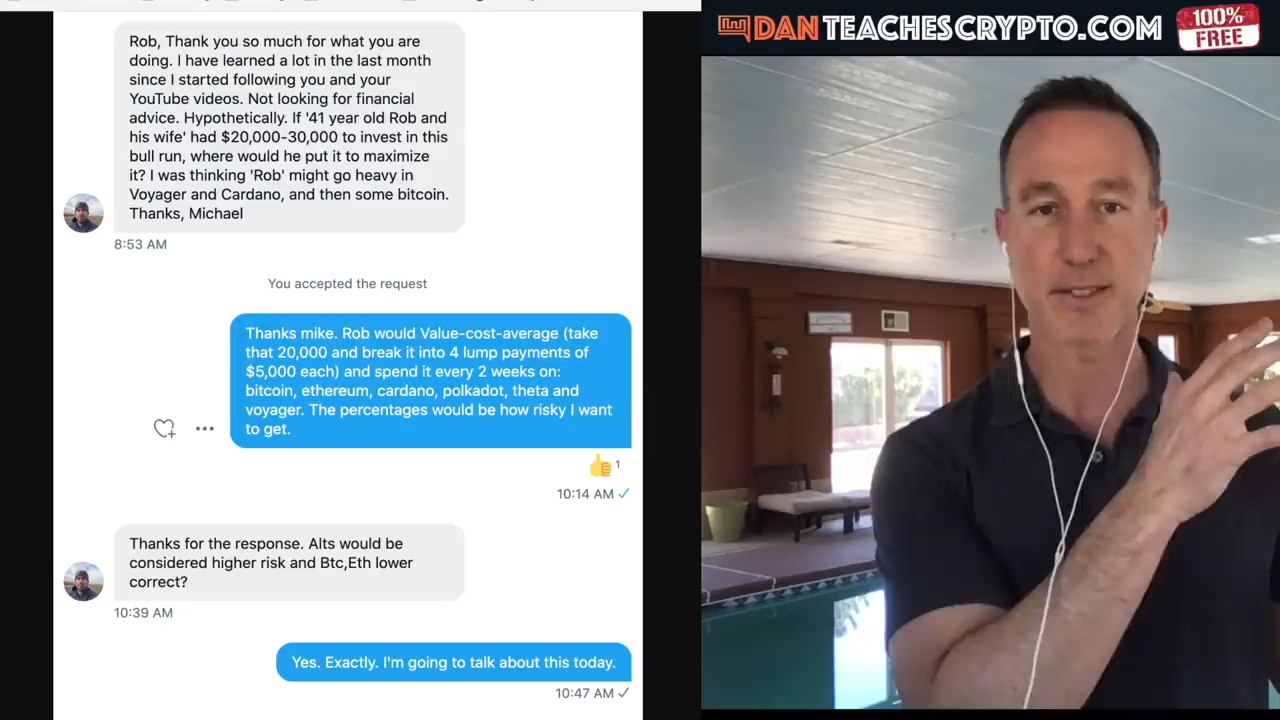 Rob, Thank you so much for what you are
doing. I have learned a lot in the last month
since I started following you and your
YouTube videos. Not looking for financial
advice. Hypothetically. If '41 year old Rob and
his wife' had $20,000-30,000 to invest in this
bull run, where would he put it to maximize
it? I was thinking 'Rob' might go heavy in
Voyager and Cardano, and then some bitcoin.
Thanks, Michael
8:53 AM
You accepted the request
Thanks mike. Rob would Value-cost-average (take
that 20,000 and break it into 4 lump payments of
$5,000 each) and spend it every 2 weeks on:
bitcoin, ethereum, cardano, polkadot, theta and
voyager. The percentages would be how risky I want
to get.
1
10:14 AM
Thanks for the response. Alts would be
considered higher risk and Btc,Eth lower
correct?
10:39 AM
Yes. Exactly. I'm going to talk about this today.
10:47 AM
DANTEACHESCRYPTO.COM
100%
FREE